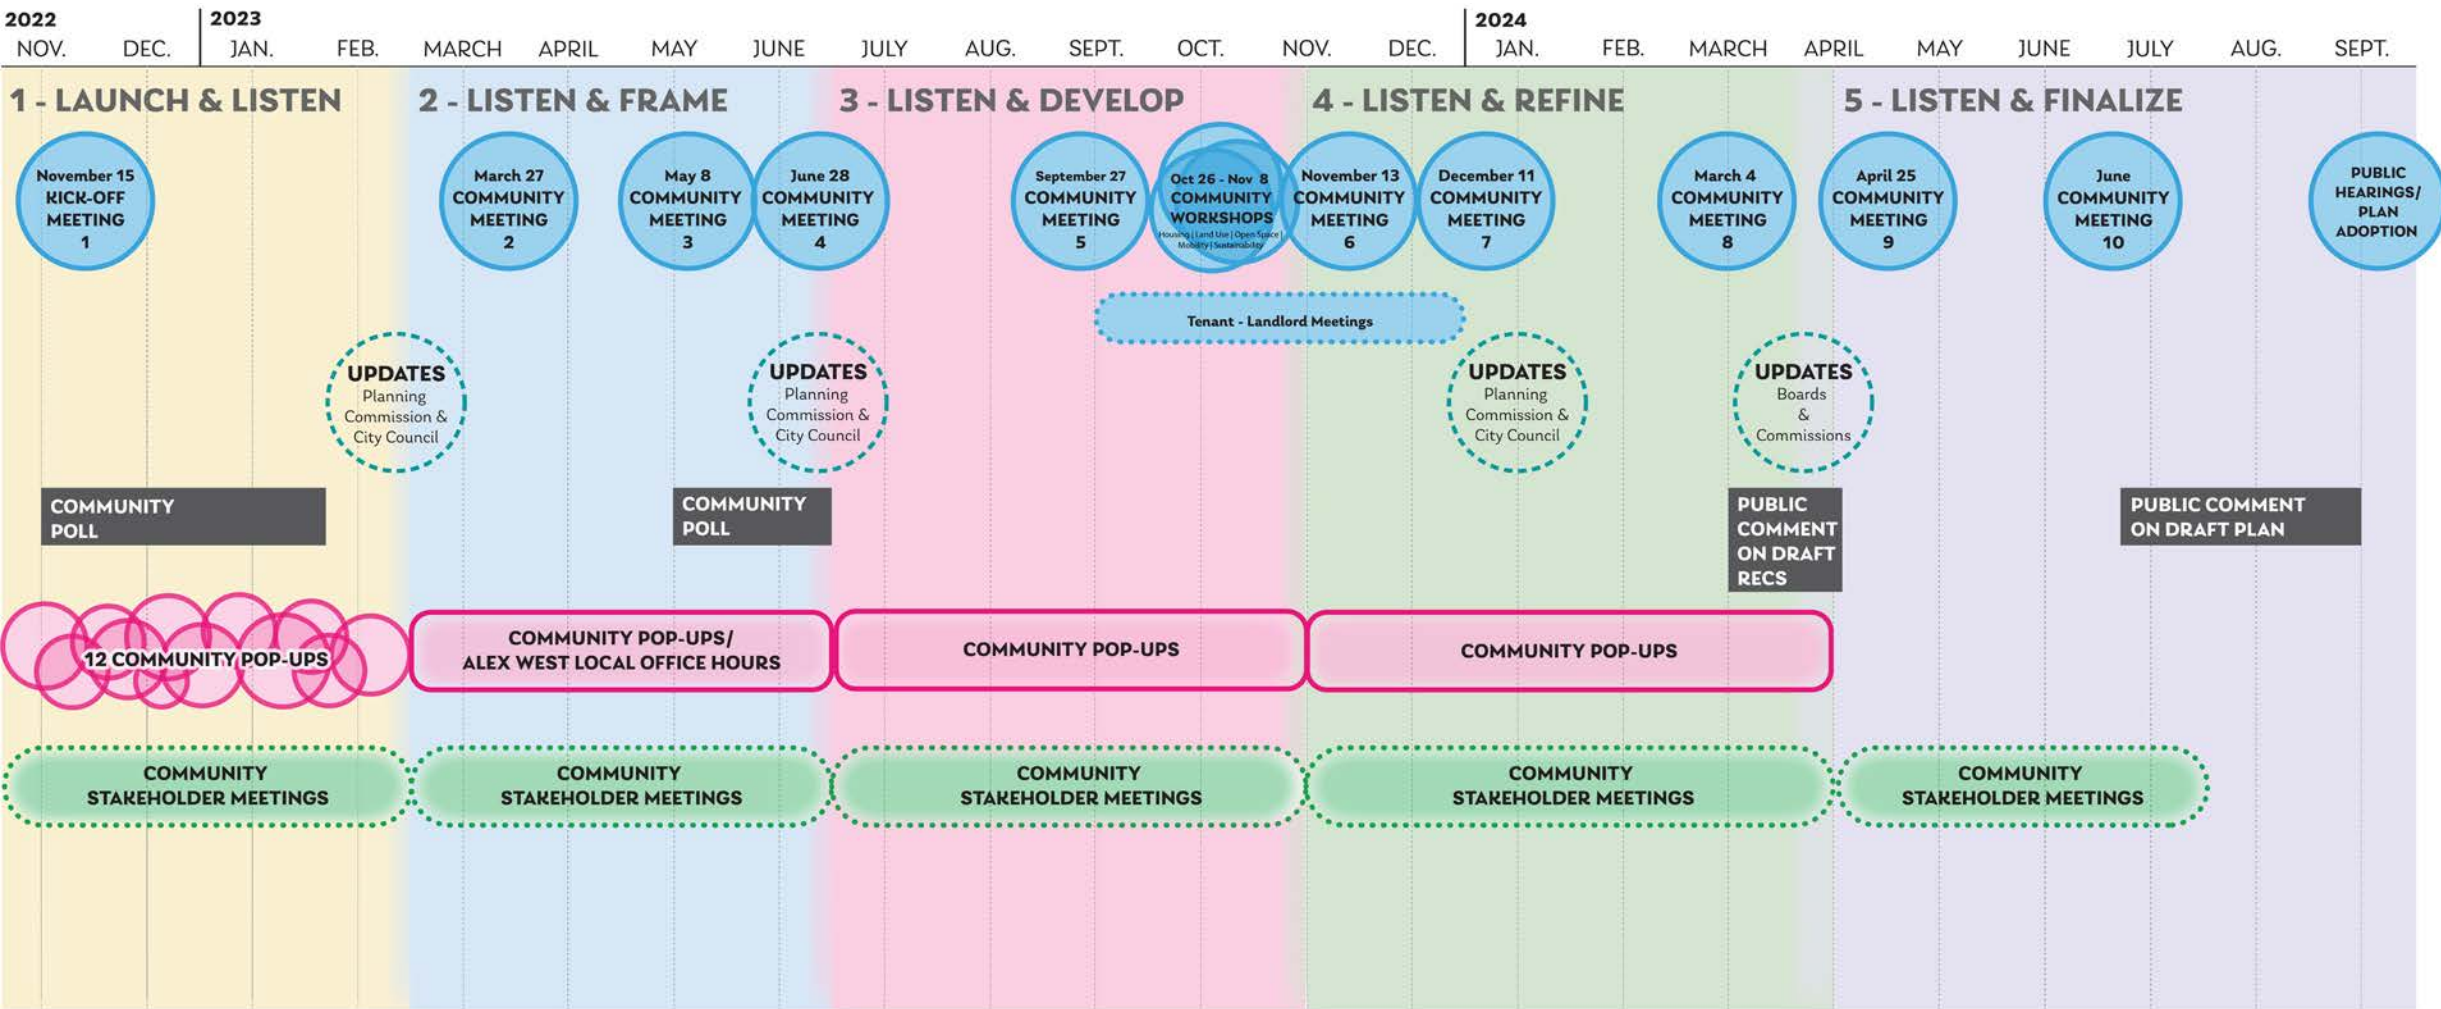 2022
2023
2024
NOV. DEC. JAN. FEB. MARCH APRIL MAY JUNE JULY AUG. SEPT. OCT. NOV. DEC. JAN. FEB. MARCH APRIL MAY JUNE JULY AUG. SEPT.
1 - LAUNCH & LISTEN
2 - LISTEN & FRAME
3 - LISTEN & DEVELOP
4 - LISTEN & REFINE
5 - LISTEN & FINALIZE
November 15
KICK-OFF
MEETING
1
March 27
COMMUNITY
MEETING
2
May 8
COMMUNITY
MEETING
3
June 28
COMMUNITY
MEETING
4
September 27
COMMUNITY
MEETING
5
Oct 26 - Nov 8
COMMUNITY
WORKSHOPS
Housing | Land Use | Open Space |
Mobility | Sustainability
November 13
COMMUNITY
MEETING
6
December 11
COMMUNITY
MEETING
7
March 4
COMMUNITY
MEETING
8
April 25
COMMUNITY
MEETING
9
June
COMMUNITY
MEETING
10
PUBLIC
HEARINGS/
PLAN
ADOPTION
Tenant - Landlord Meetings
UPDATES
Planning
Commission &
City Council
UPDATES
Planning
Commission &
City Council
UPDATES
Planning
Commission &
City Council
UPDATES
Boards
&
Commissions
COMMUNITY
POLL
COMMUNITY
POLL
PUBLIC
COMMENT
ON DRAFT
RECS
PUBLIC COMMENT
ON DRAFT PLAN
12 COMMUNITY POP-UPS
COMMUNITY POP-UPS/
ALEX WEST LOCAL OFFICE HOURS
COMMUNITY POP-UPS
COMMUNITY POP-UPS
COMMUNITY
STAKEHOLDER MEETINGS
COMMUNITY
STAKEHOLDER MEETINGS
COMMUNITY
STAKEHOLDER MEETINGS
COMMUNITY
STAKEHOLDER MEETINGS
COMMUNITY
STAKEHOLDER MEETINGS